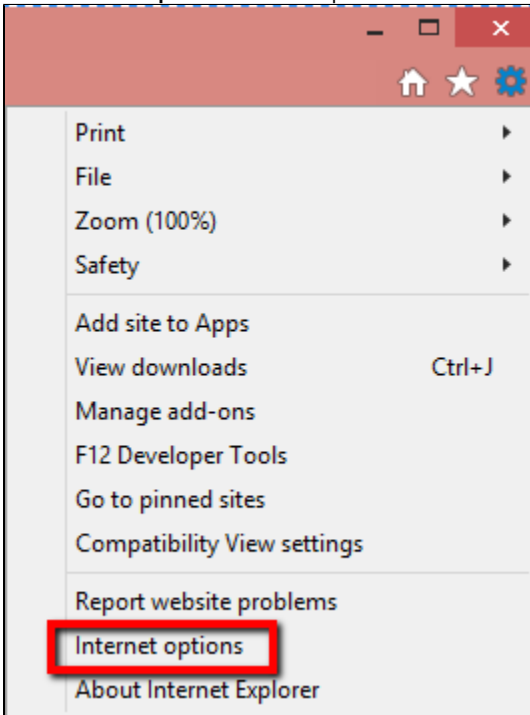 Print
File
Zoom (100%)
Safety
Add site to Apps
View downloads Ctrl+J
Manage add-ons
F12 Developer Tools
Go to pinned sites
Compatibility View settings
Report website problems
Internet options
About Internet Explorer